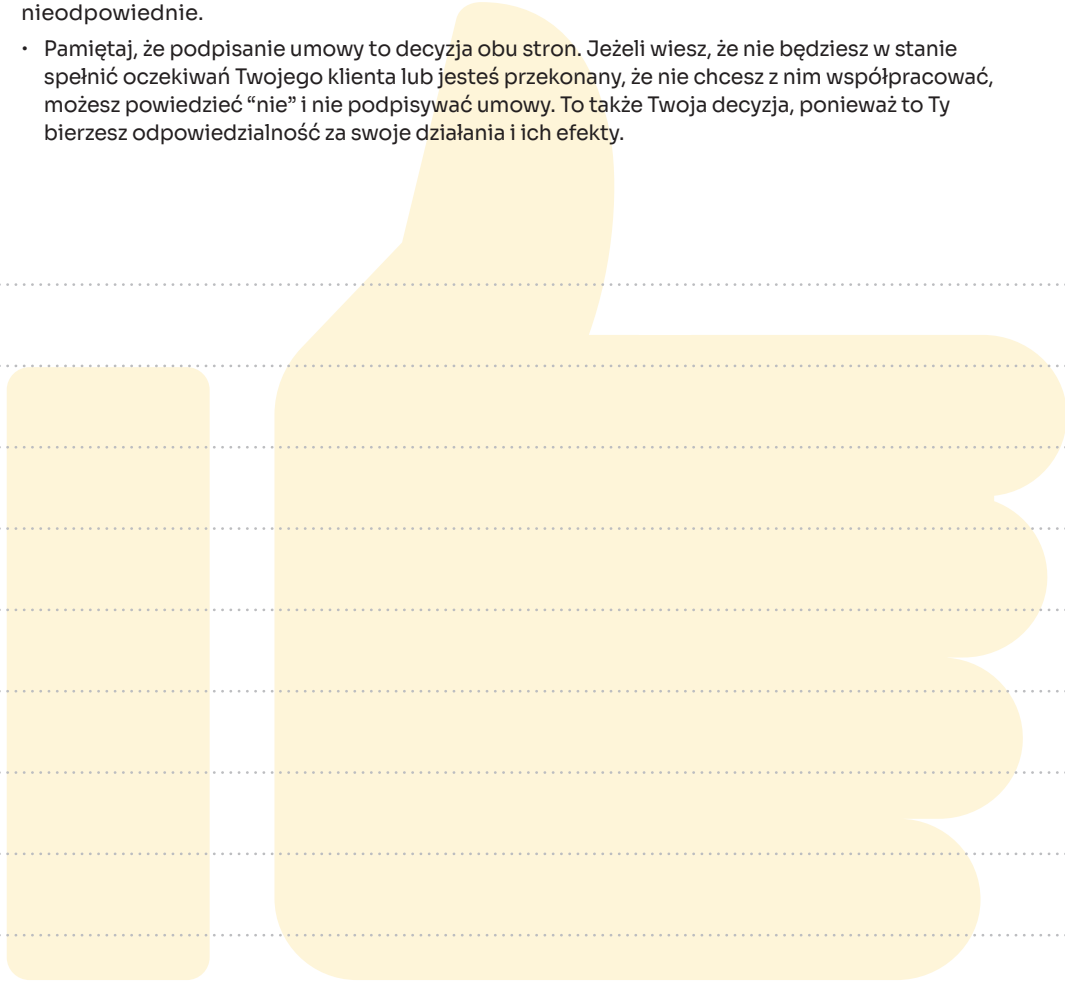 nieodpowiednie.
• Pamiętaj, że podpisanie umowy to decyzja obu stron. Jeżeli wiesz, że nie będziesz w stanie
spełnić oczekiwań Twojego klienta lub jesteś przekonany, że nie chcesz z nim współpracować,
możesz powiedzieć “nie” i nie podpisywać umowy. To także Twoja decyzja, ponieważ to Ty
bierzesz odpowiedzialność za swoje działania i ich efekty.